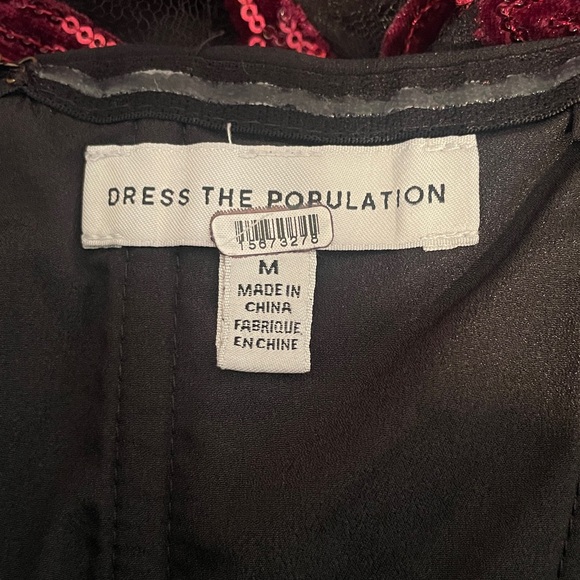 DRESS THE POPULATION
15673278
M
MADE IN
CHINA
FABRIQUE
EN CHINE